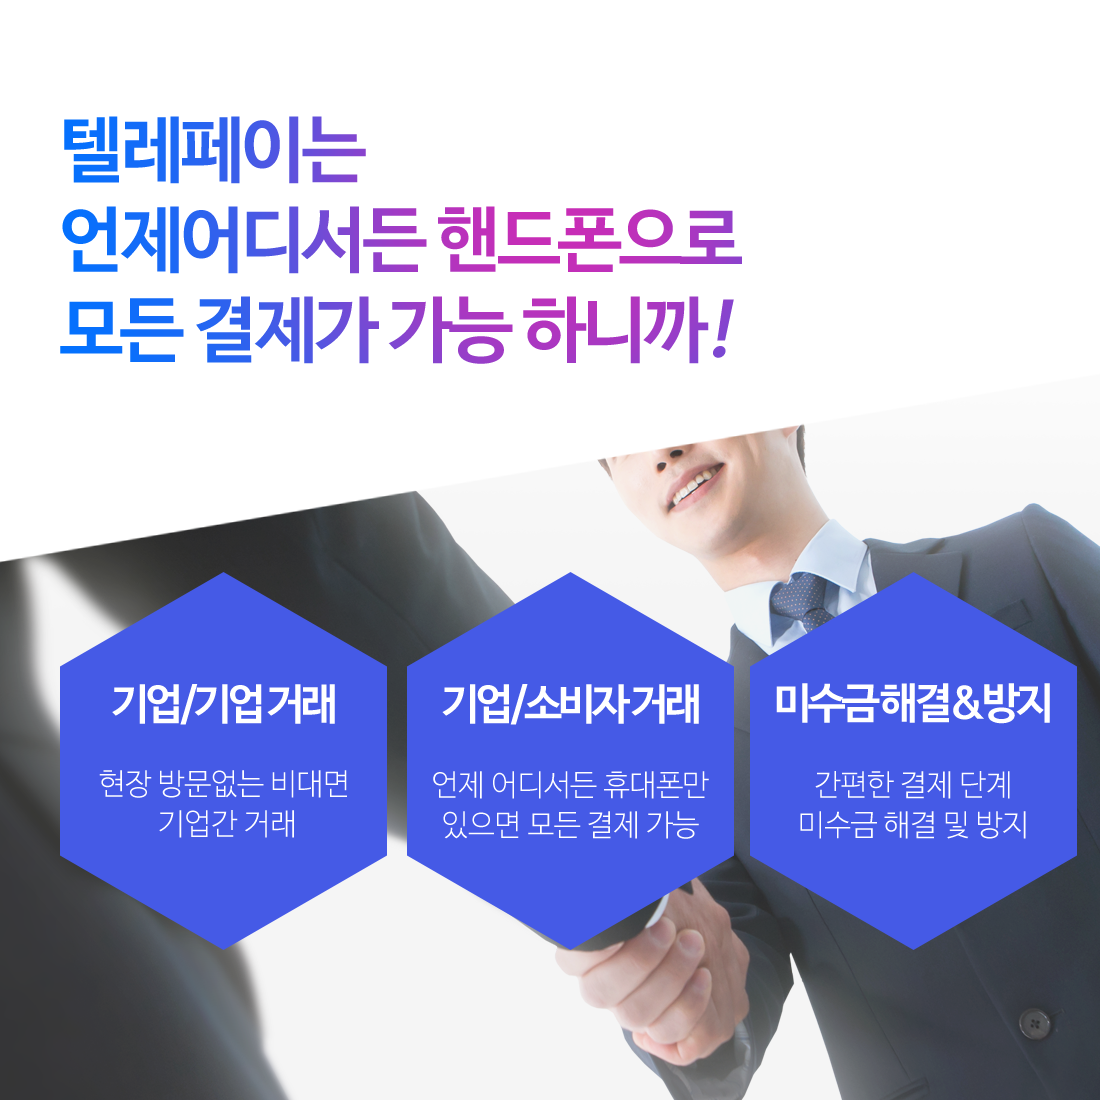 텔레페이는
언제어디서든 핸드폰으로
모든 결제가 가능 하니까!
기업/기업 거래
현장 방문없는 비대면
기업간 거래
기업/소비자 거래
언제 어디서든 휴대폰만
있으면 모든 결제 가능
미수금 해결&방지
간편한 결제 단계
미수금 해결 및 방지